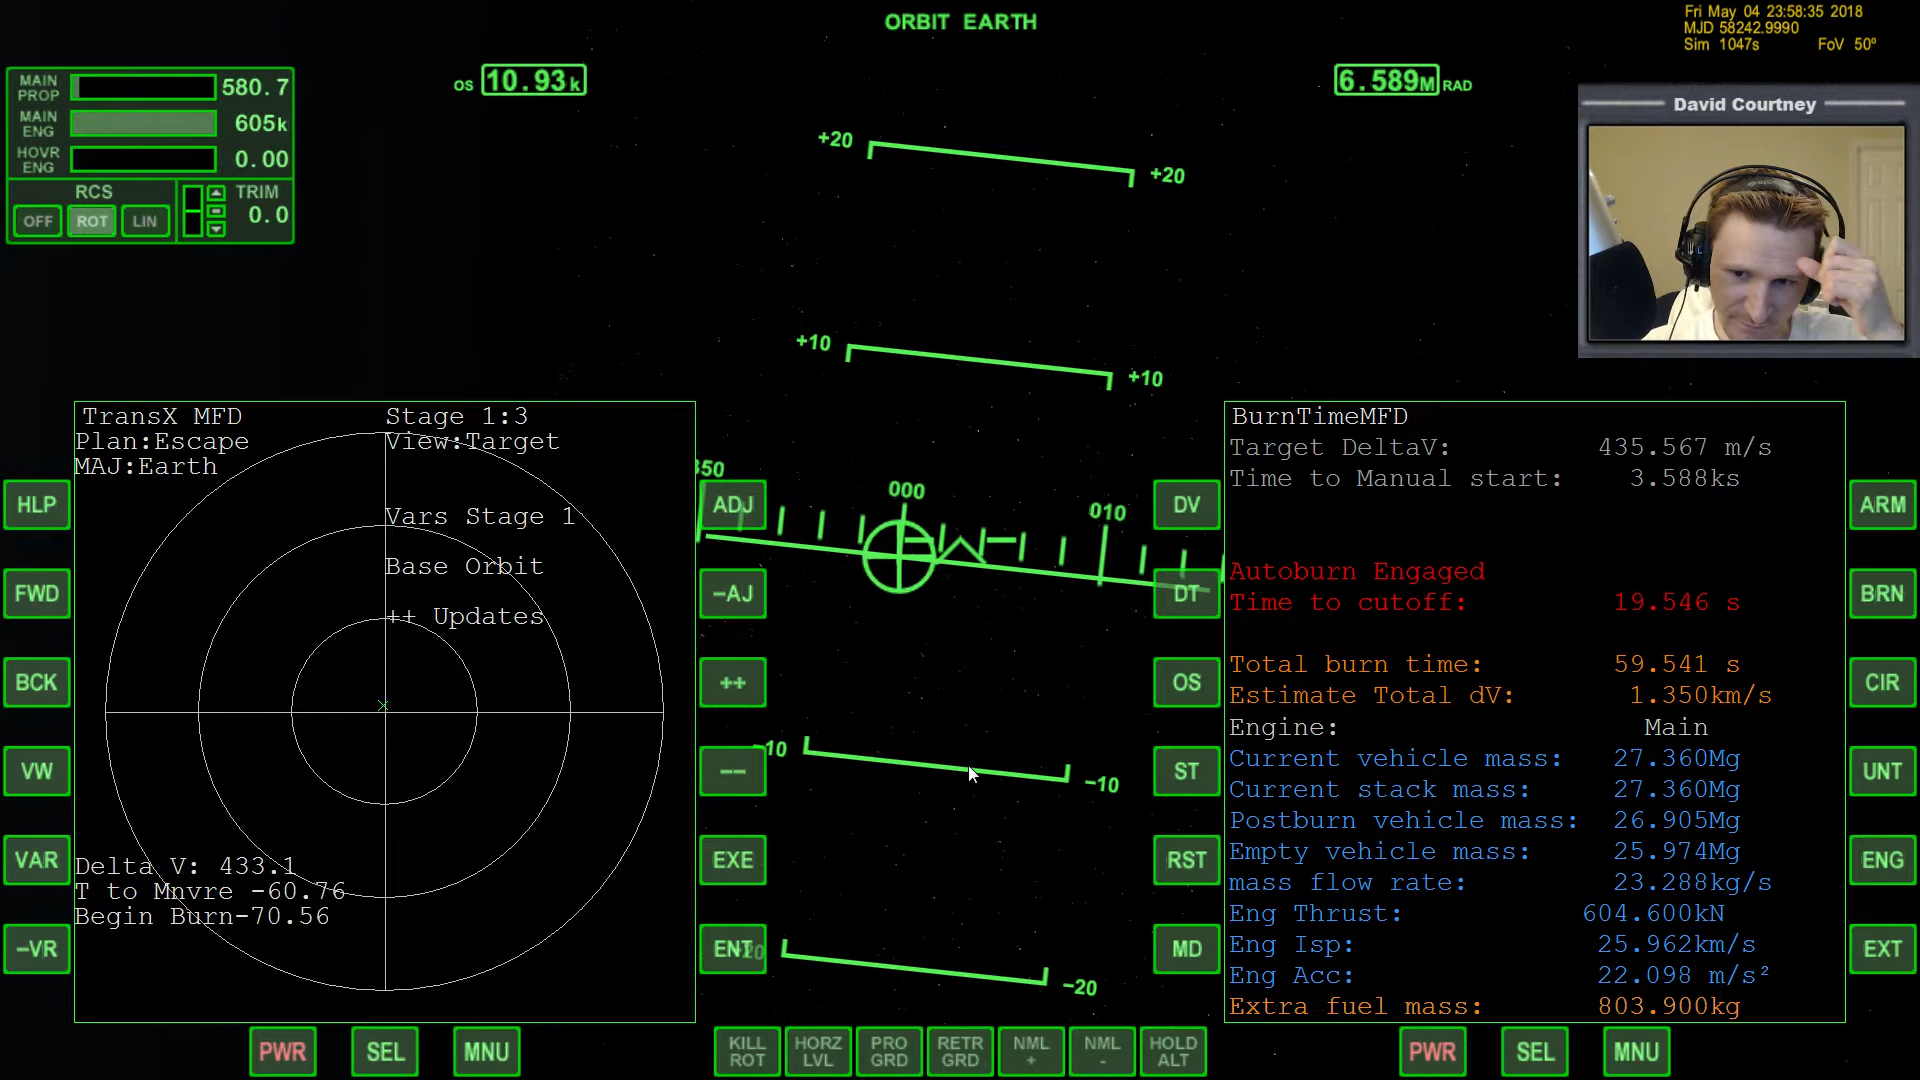 ORBIT EARTH
Fri May 04 23:58:35 2018
MJD 58242.9990
Sim 1047s FoV 50°
MAIN PROP 580.7
MAIN ENG 605k
HOVR ENG 0.00
RCS TRIM
OFF ROT LIN 0.0
OS 10.93k
6.589M RAD
David Courtney
+20 +20
+10 +10
350 000 010
-10 -10
-20 -20
TransX MFD Stage 1:3
Plan:Escape View:Target
MAJ:Earth
Vars Stage 1
Base Orbit
++ Updates
Delta V: 433.1
T to Mnvre -60.76
Begin Burn-70.56
HLP
FWD
BCK
VW
VAR
-VR
ADJ
-AJ
++
--
EXE
ENT
PWR SEL MNU
BurnTimeMFD
Target DeltaV: 435.567 m/s
Time to Manual start: 3.588ks
Autoburn Engaged
Time to cutoff: 19.546 s
Total burn time: 59.541 s
Estimate Total dV: 1.350km/s
Engine: Main
Current vehicle mass: 27.360Mg
Current stack mass: 27.360Mg
Postburn vehicle mass: 26.905Mg
Empty vehicle mass: 25.974Mg
mass flow rate: 23.288kg/s
Eng Thrust: 604.600kN
Eng Isp: 25.962km/s
Eng Acc: 22.098 m/s²
Extra fuel mass: 803.900kg
DV
DT
OS
ST
RST
MD
ARM
BRN
CIR
UNT
ENG
EXT
PWR SEL MNU
KILL ROT
HORZ LVL
PRO GRD
RETR GRD
NML +
NML -
HOLD ALT